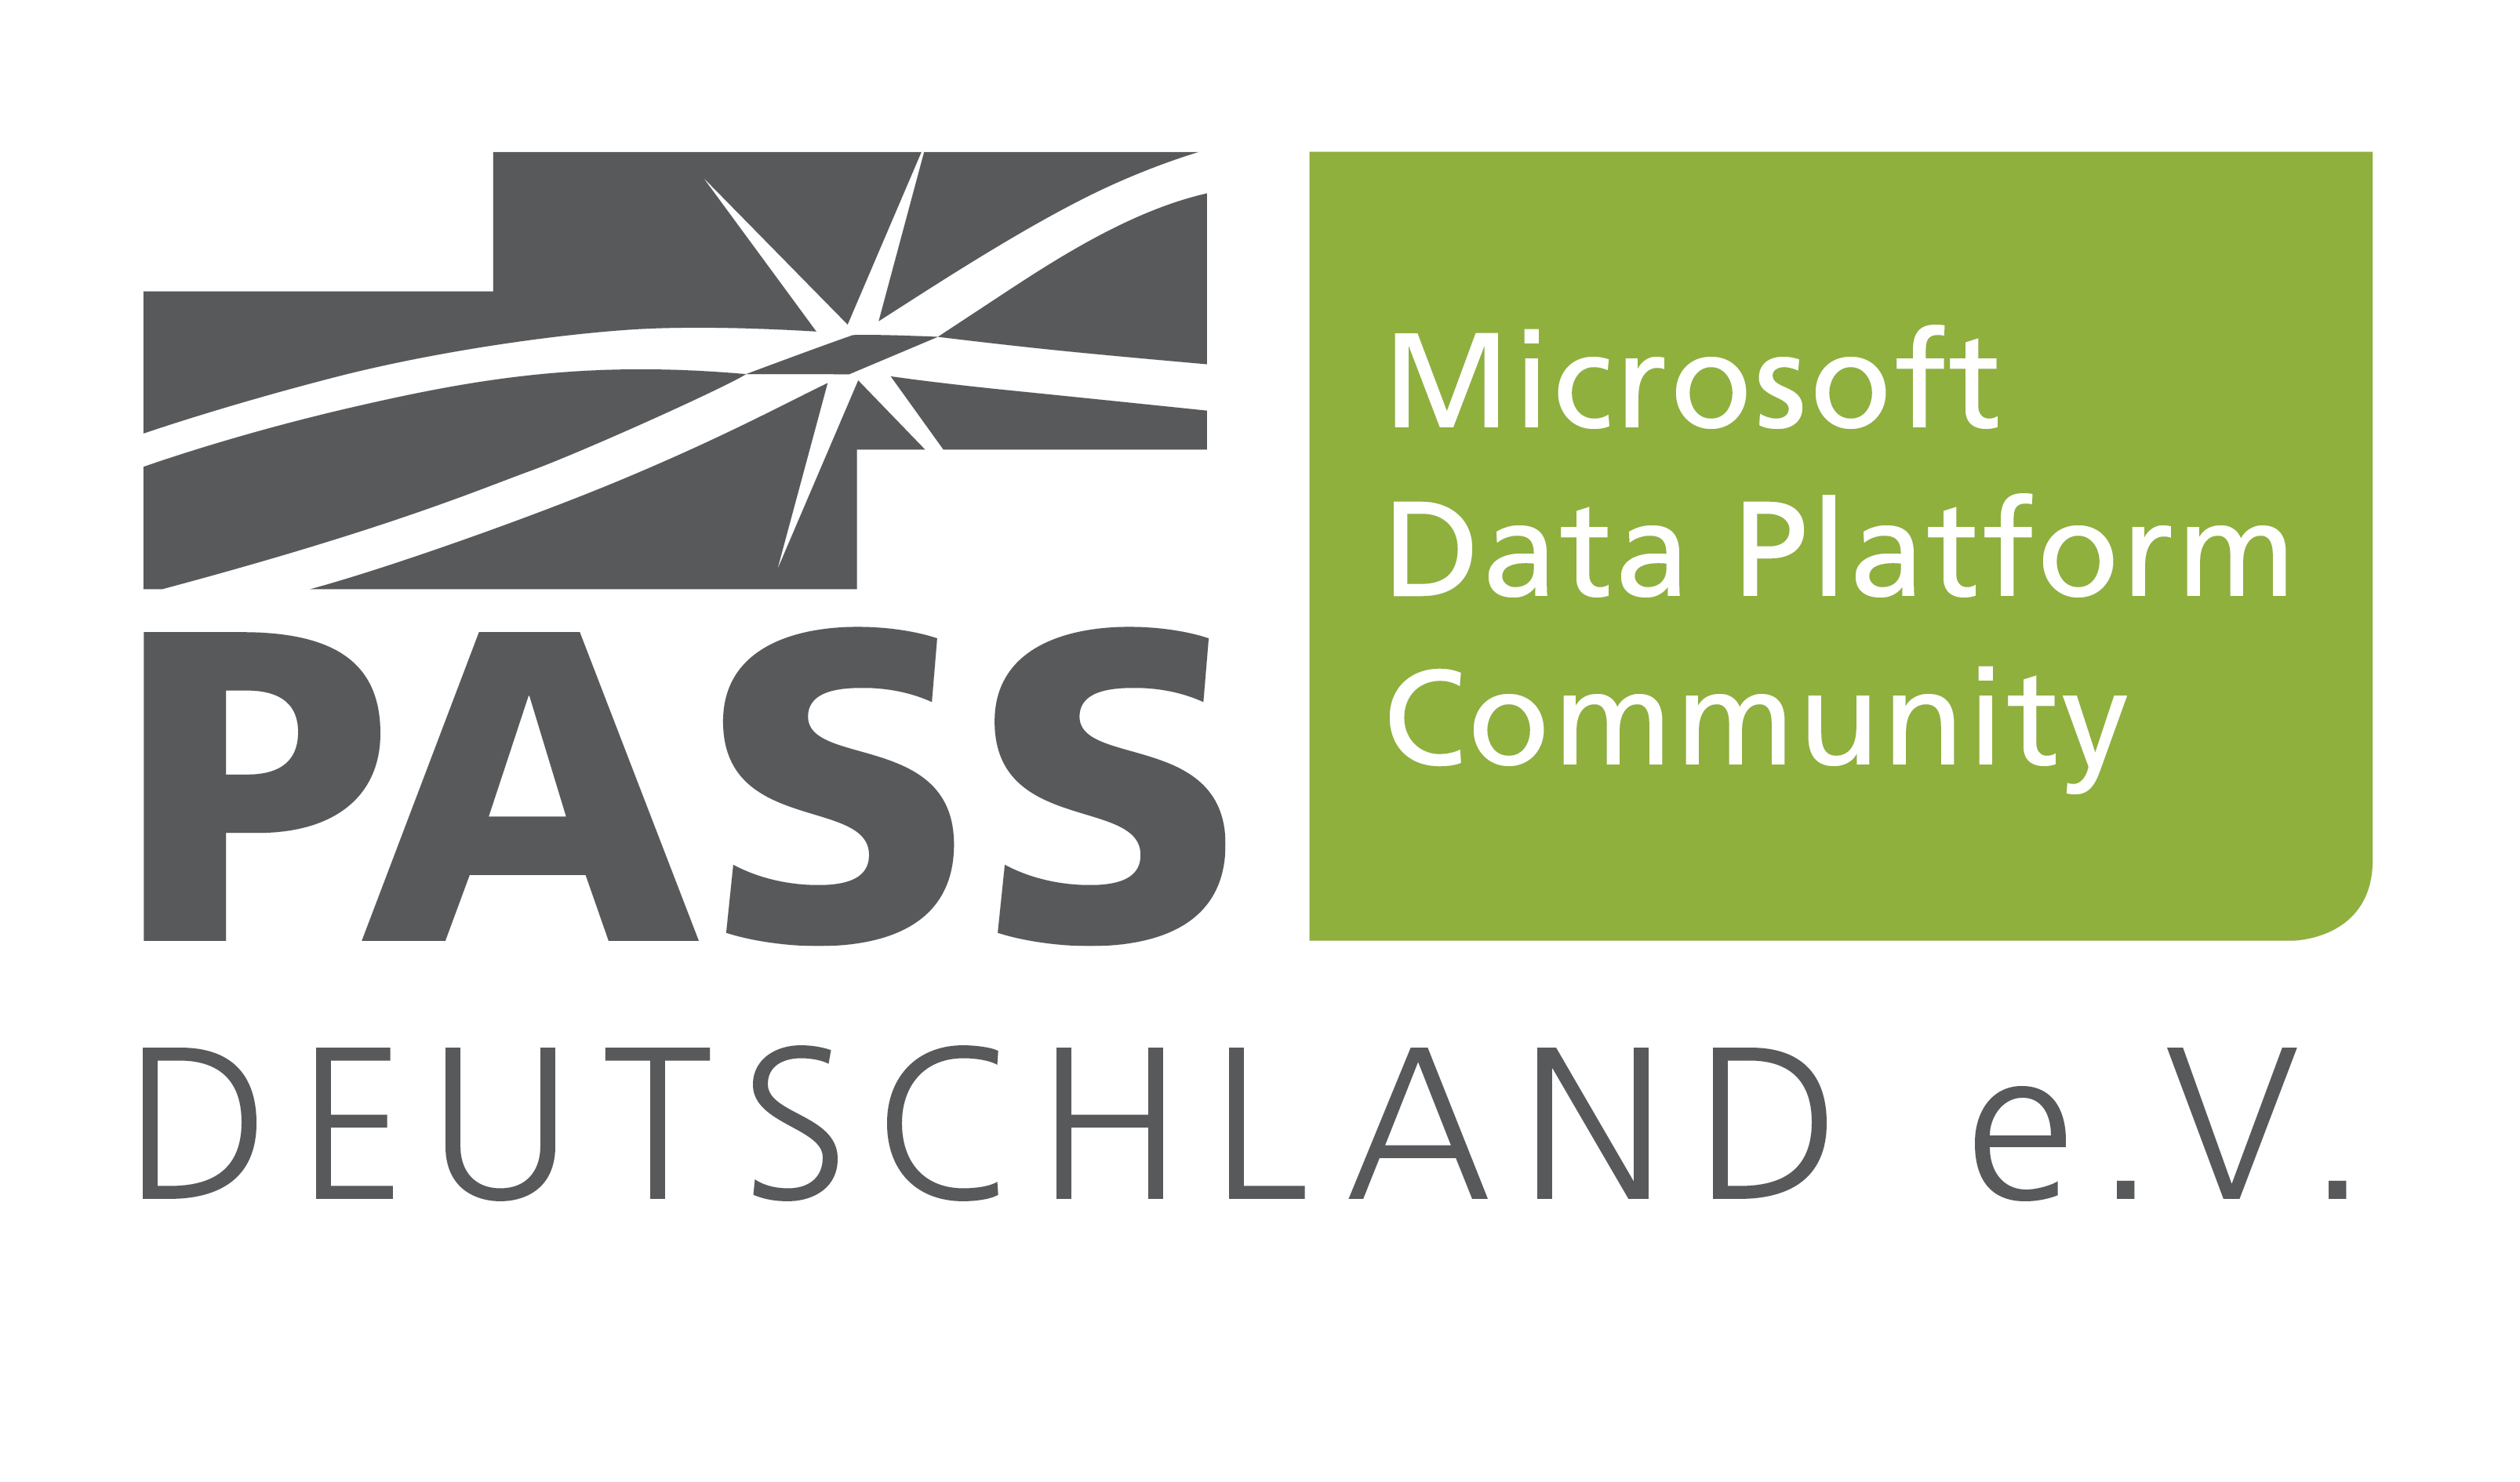 PASS
Microsoft
Data Platform
Community
DEUTSCHLAND e.V.